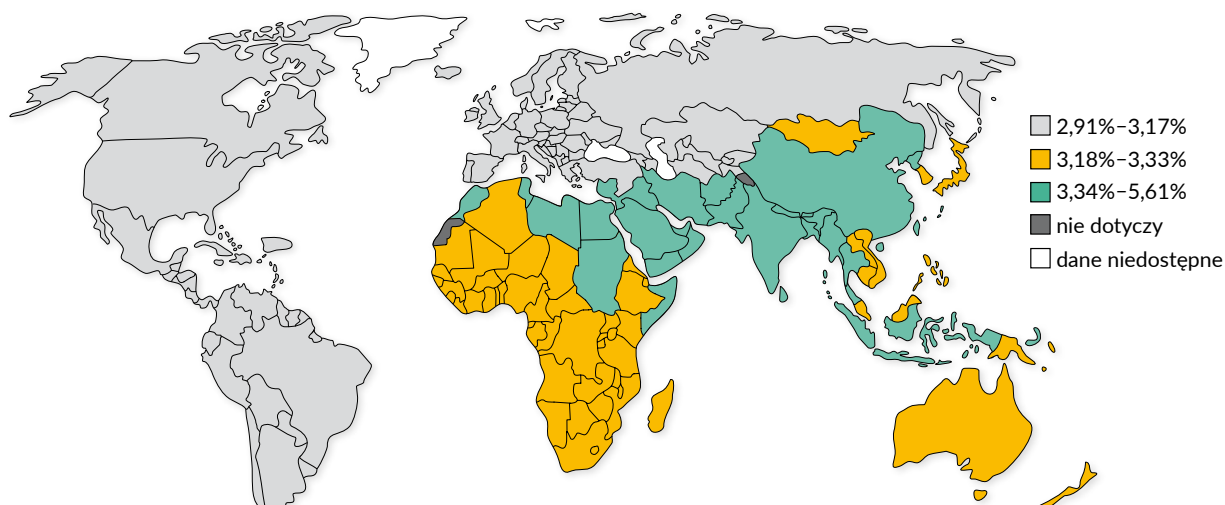 2,91%–3,17%
3,18%–3,33%
3,34%–5,61%
nie dotyczy
dane niedostępne